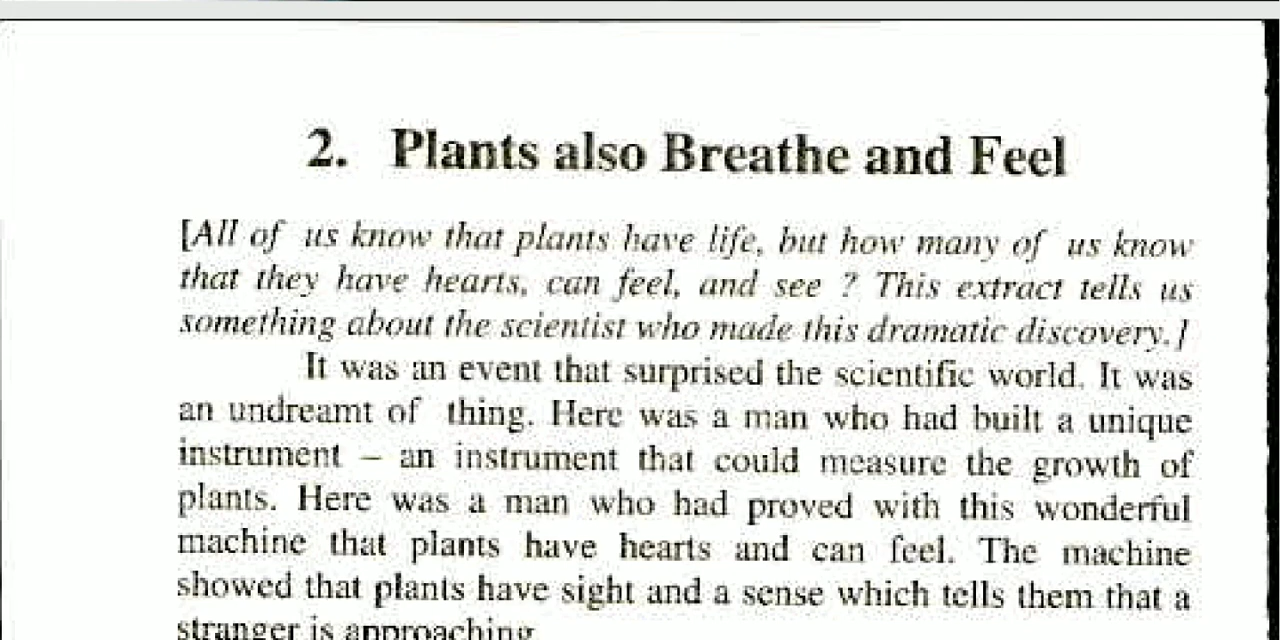 2. Plants also Breathe and Feel
[All of us know that plants have life, but how many of us know
that they have hearts, can feel, and see ? This extract tells us
something about the scientist who made this dramatic discovery.]
It was an event that surprised the scientific world. It was
an undreamt of thing. Here was a man who had built a unique
instrument – an instrument that could measure the growth of
plants. Here was a man who had proved with this wonderful
machine that plants have hearts and can feel. The machine
showed that plants have sight and a sense which tells them that a
stranger is approaching